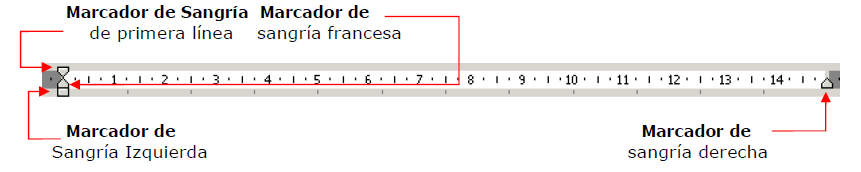 Marcador de Sangría
de primera línea
Marcador de
sangría francesa
1 2 3 4 5 6 7 8 9 10 11 12 13 14
Marcador de
Sangría Izquierda
Marcador de
sangría derecha